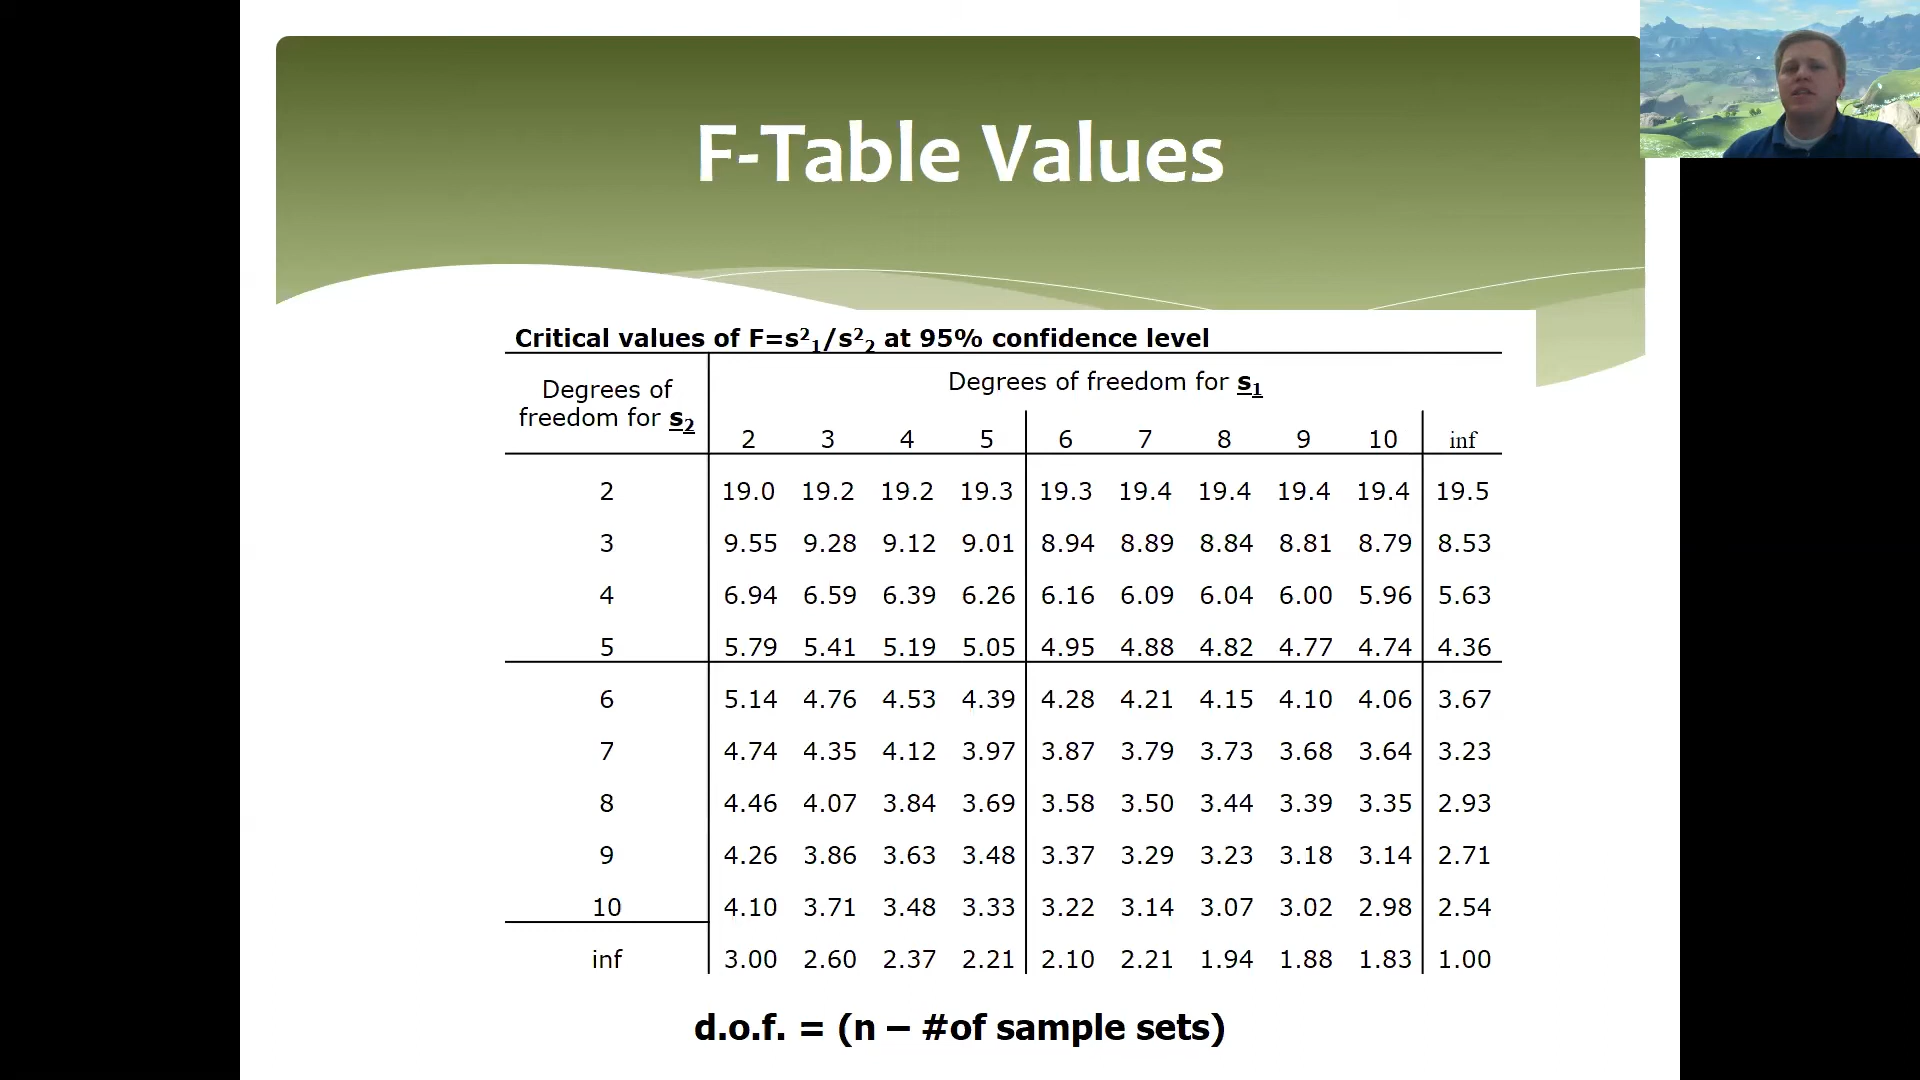 F-Table Values
Critical values of F=s²₁/s²₂ at 95% confidence level
Degrees of freedom for s₂
Degrees of freedom for s₁
2 3 4 5 6 7 8 9 10 inf
2 19.0 19.2 19.2 19.3 19.3 19.4 19.4 19.4 19.4 19.5
3 9.55 9.28 9.12 9.01 8.94 8.89 8.84 8.81 8.79 8.53
4 6.94 6.59 6.39 6.26 6.16 6.09 6.04 6.00 5.96 5.63
5 5.79 5.41 5.19 5.05 4.95 4.88 4.82 4.77 4.74 4.36
6 5.14 4.76 4.53 4.39 4.28 4.21 4.15 4.10 4.06 3.67
7 4.74 4.35 4.12 3.97 3.87 3.79 3.73 3.68 3.64 3.23
8 4.46 4.07 3.84 3.69 3.58 3.50 3.44 3.39 3.35 2.93
9 4.26 3.86 3.63 3.48 3.37 3.29 3.23 3.18 3.14 2.71
10 4.10 3.71 3.48 3.33 3.22 3.14 3.07 3.02 2.98 2.54
inf 3.00 2.60 2.37 2.21 2.10 2.21 1.94 1.88 1.83 1.00
d.o.f. = (n – #of sample sets)